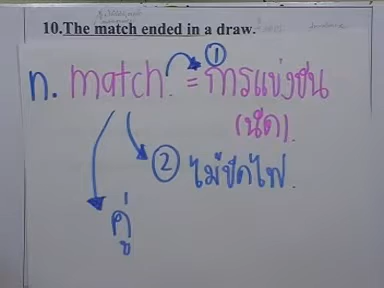 10.The match ended in a draw.
①
n. match = การแข่งขัน
(นัด).
② ไม้ขีดไฟ.
คู่